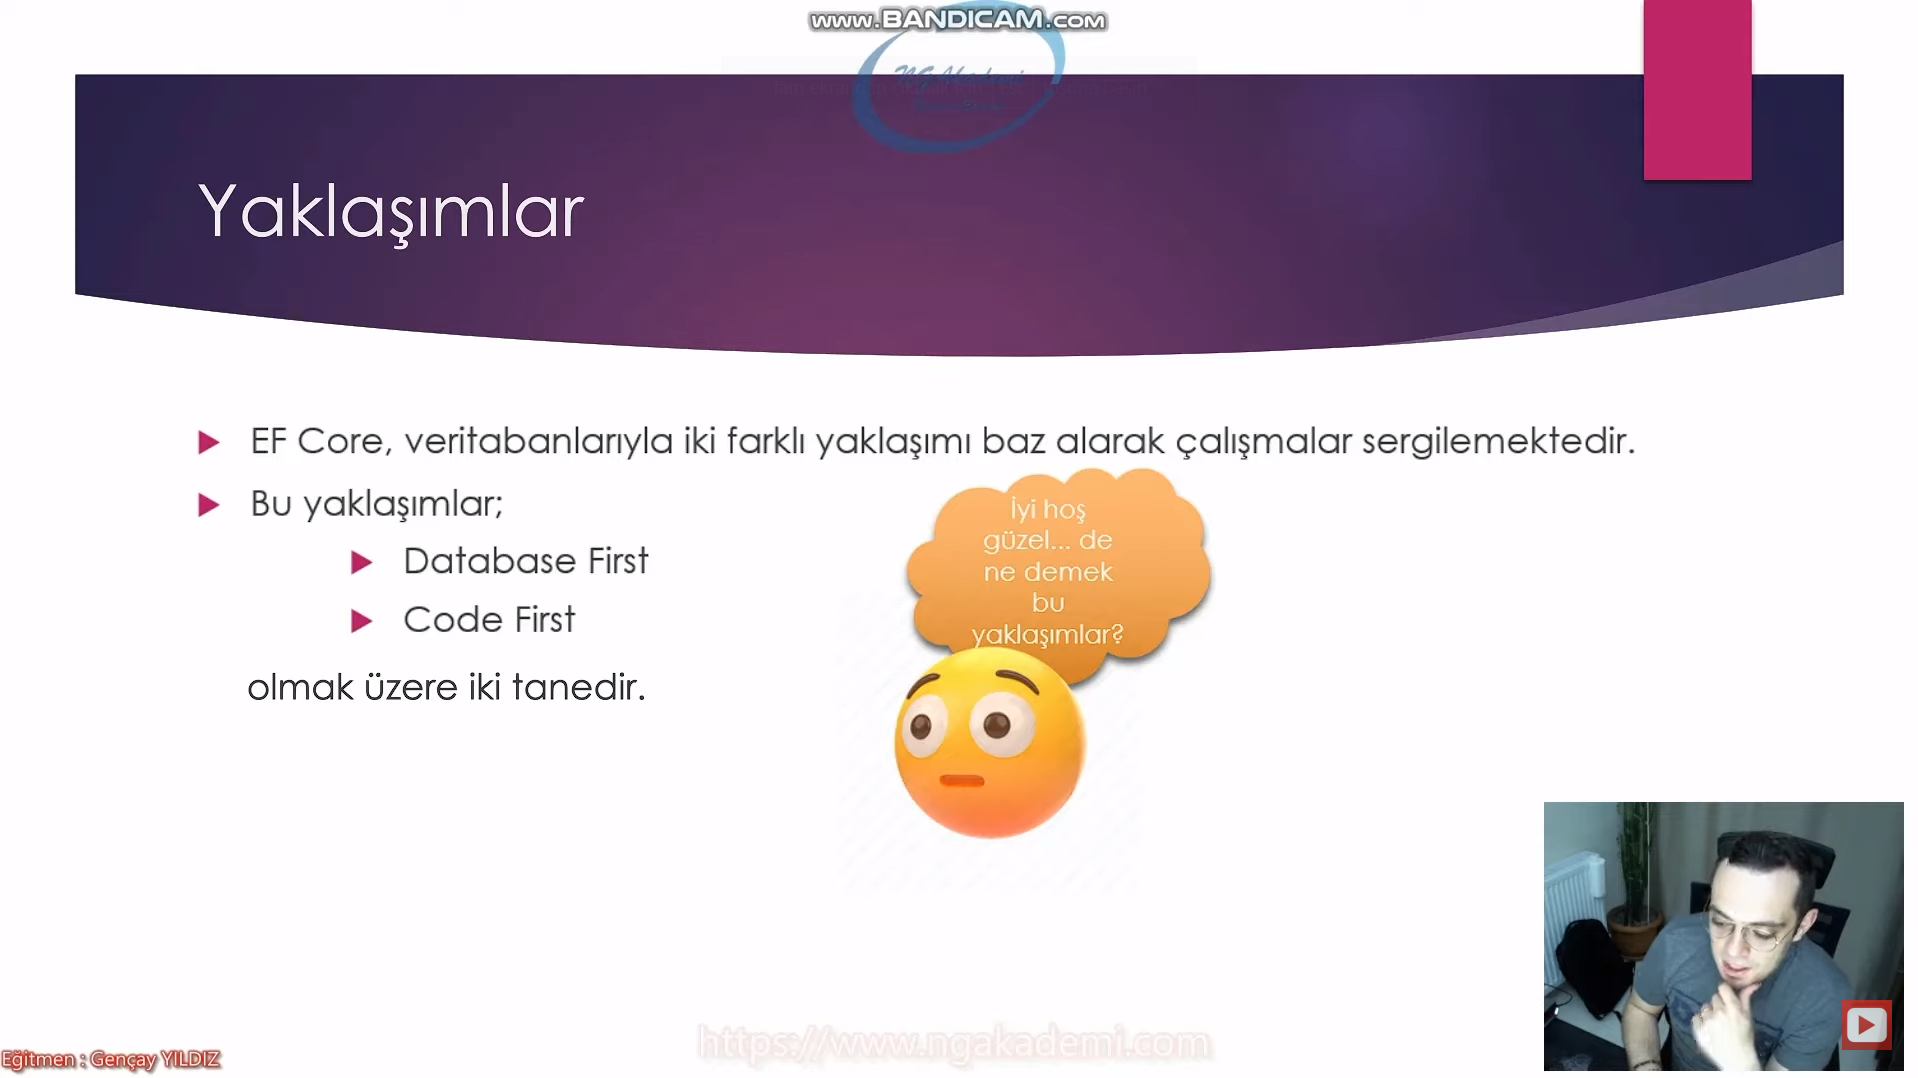 www.BANDICAM.com
NG Akademi
Yaklaşımlar
EF Core, veritabanlarıyla iki farklı yaklaşımı baz alarak çalışmalar sergilemektedir.
Bu yaklaşımlar;
Database First
Code First
olmak üzere iki tanedir.
İyi hoş
güzel... de
ne demek
bu
yaklaşımlar?
https://www.ngakademi.com
Eğitmen : Gençay YILDIZ